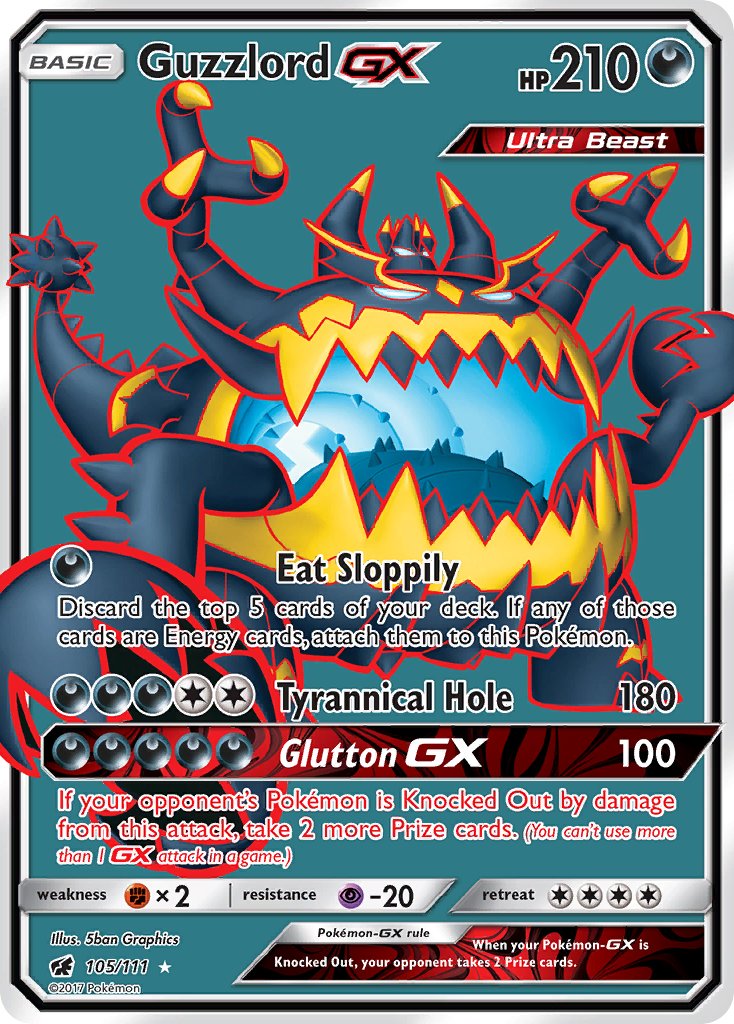 BASIC Guzzlord GX HP210
Ultra Beast
Eat Sloppily
Discard the top 5 cards of your deck. If any of those
cards are Energy cards, attach them to this Pokémon.
Tyrannical Hole 180
Glutton GX 100
If your opponent's Pokémon is Knocked Out by damage
from this attack, take 2 more Prize cards. (You can't use more
than 1 GX attack in a game.)
weakness ×2 resistance -20 retreat
Illus. 5ban Graphics
Pokémon-GX rule
When your Pokémon-GX is
Knocked Out, your opponent takes 2 Prize cards.
105/111 ★
©2017 Pokémon